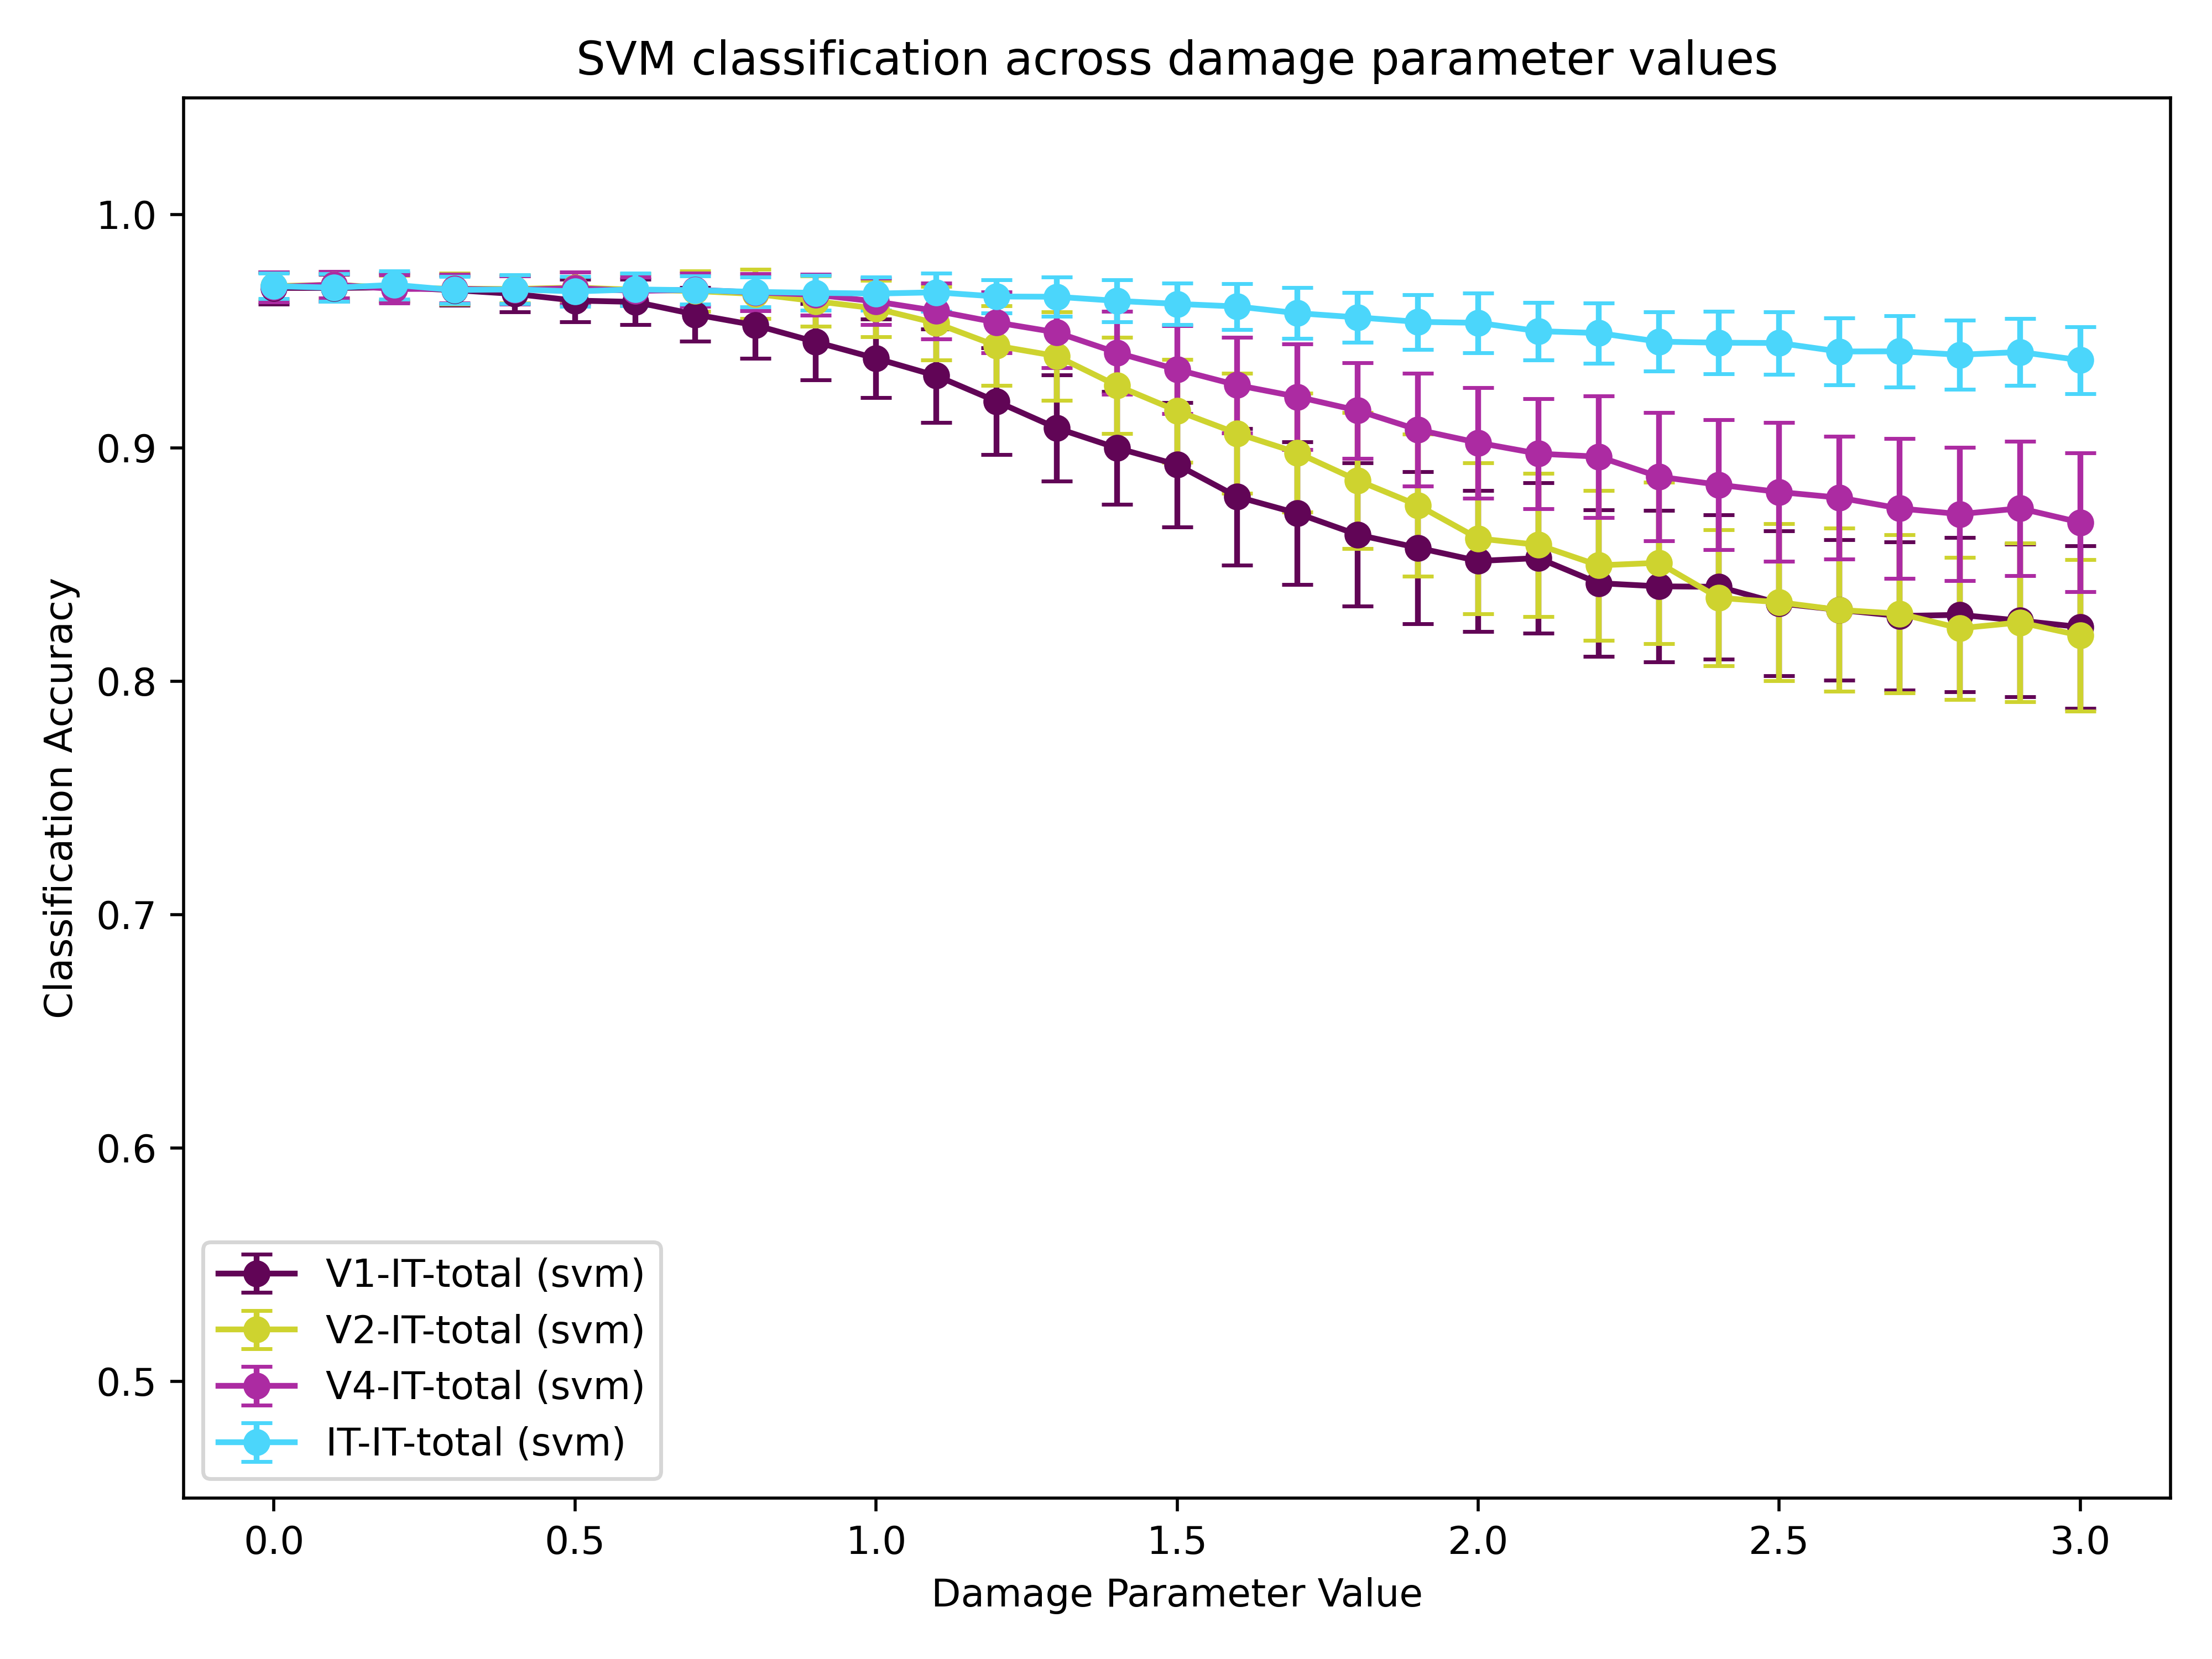 SVM classification across damage parameter values
1.0
0.9
0.8
0.7
0.6
0.5
Classification Accuracy
V1-IT-total (svm)
V2-IT-total (svm)
V4-IT-total (svm)
IT-IT-total (svm)
0.0 0.5 1.0 1.5 2.0 2.5 3.0
Damage Parameter Value